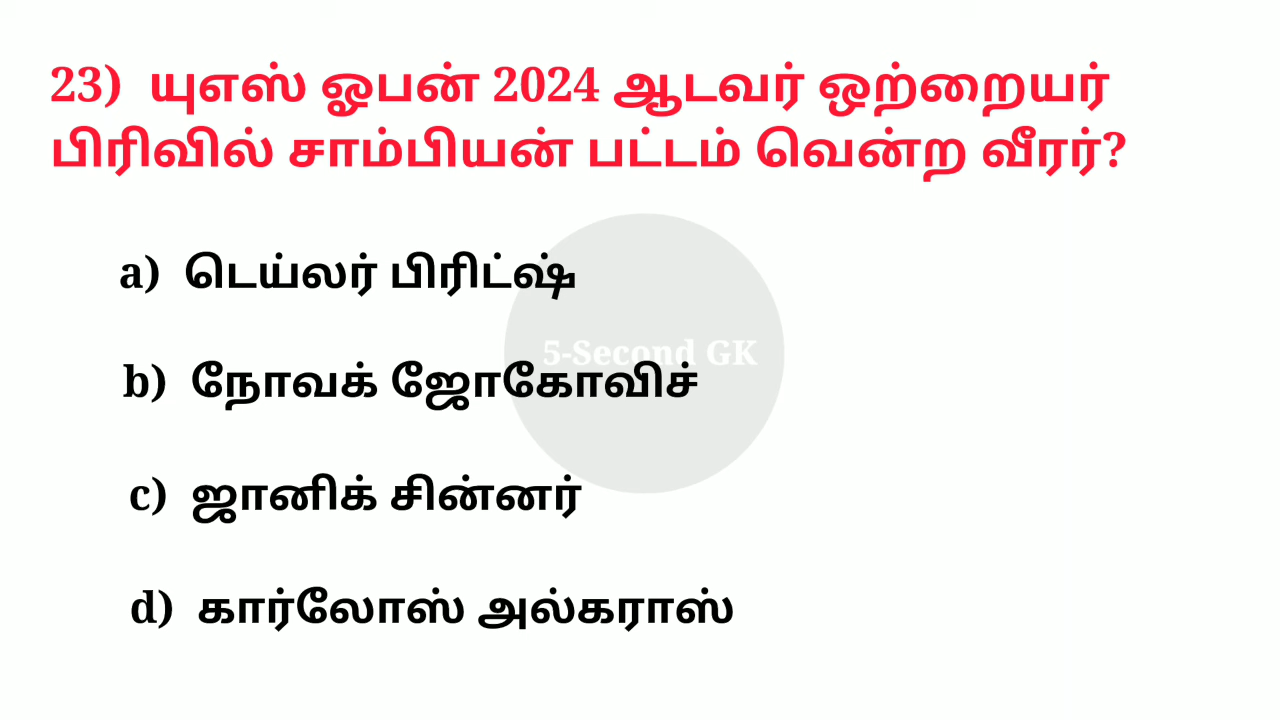 23) யுஎஸ் ஓபன் 2024 ஆடவர் ஒற்றையர்
பிரிவில் சாம்பியன் பட்டம் வென்ற வீரர்?
a) டெய்லர் பிரிட்ஷ்
5-Second GK
b) நோவக் ஜோகோவிச்
c) ஜானிக் சின்னர்
d) கார்லோஸ் அல்கராஸ்